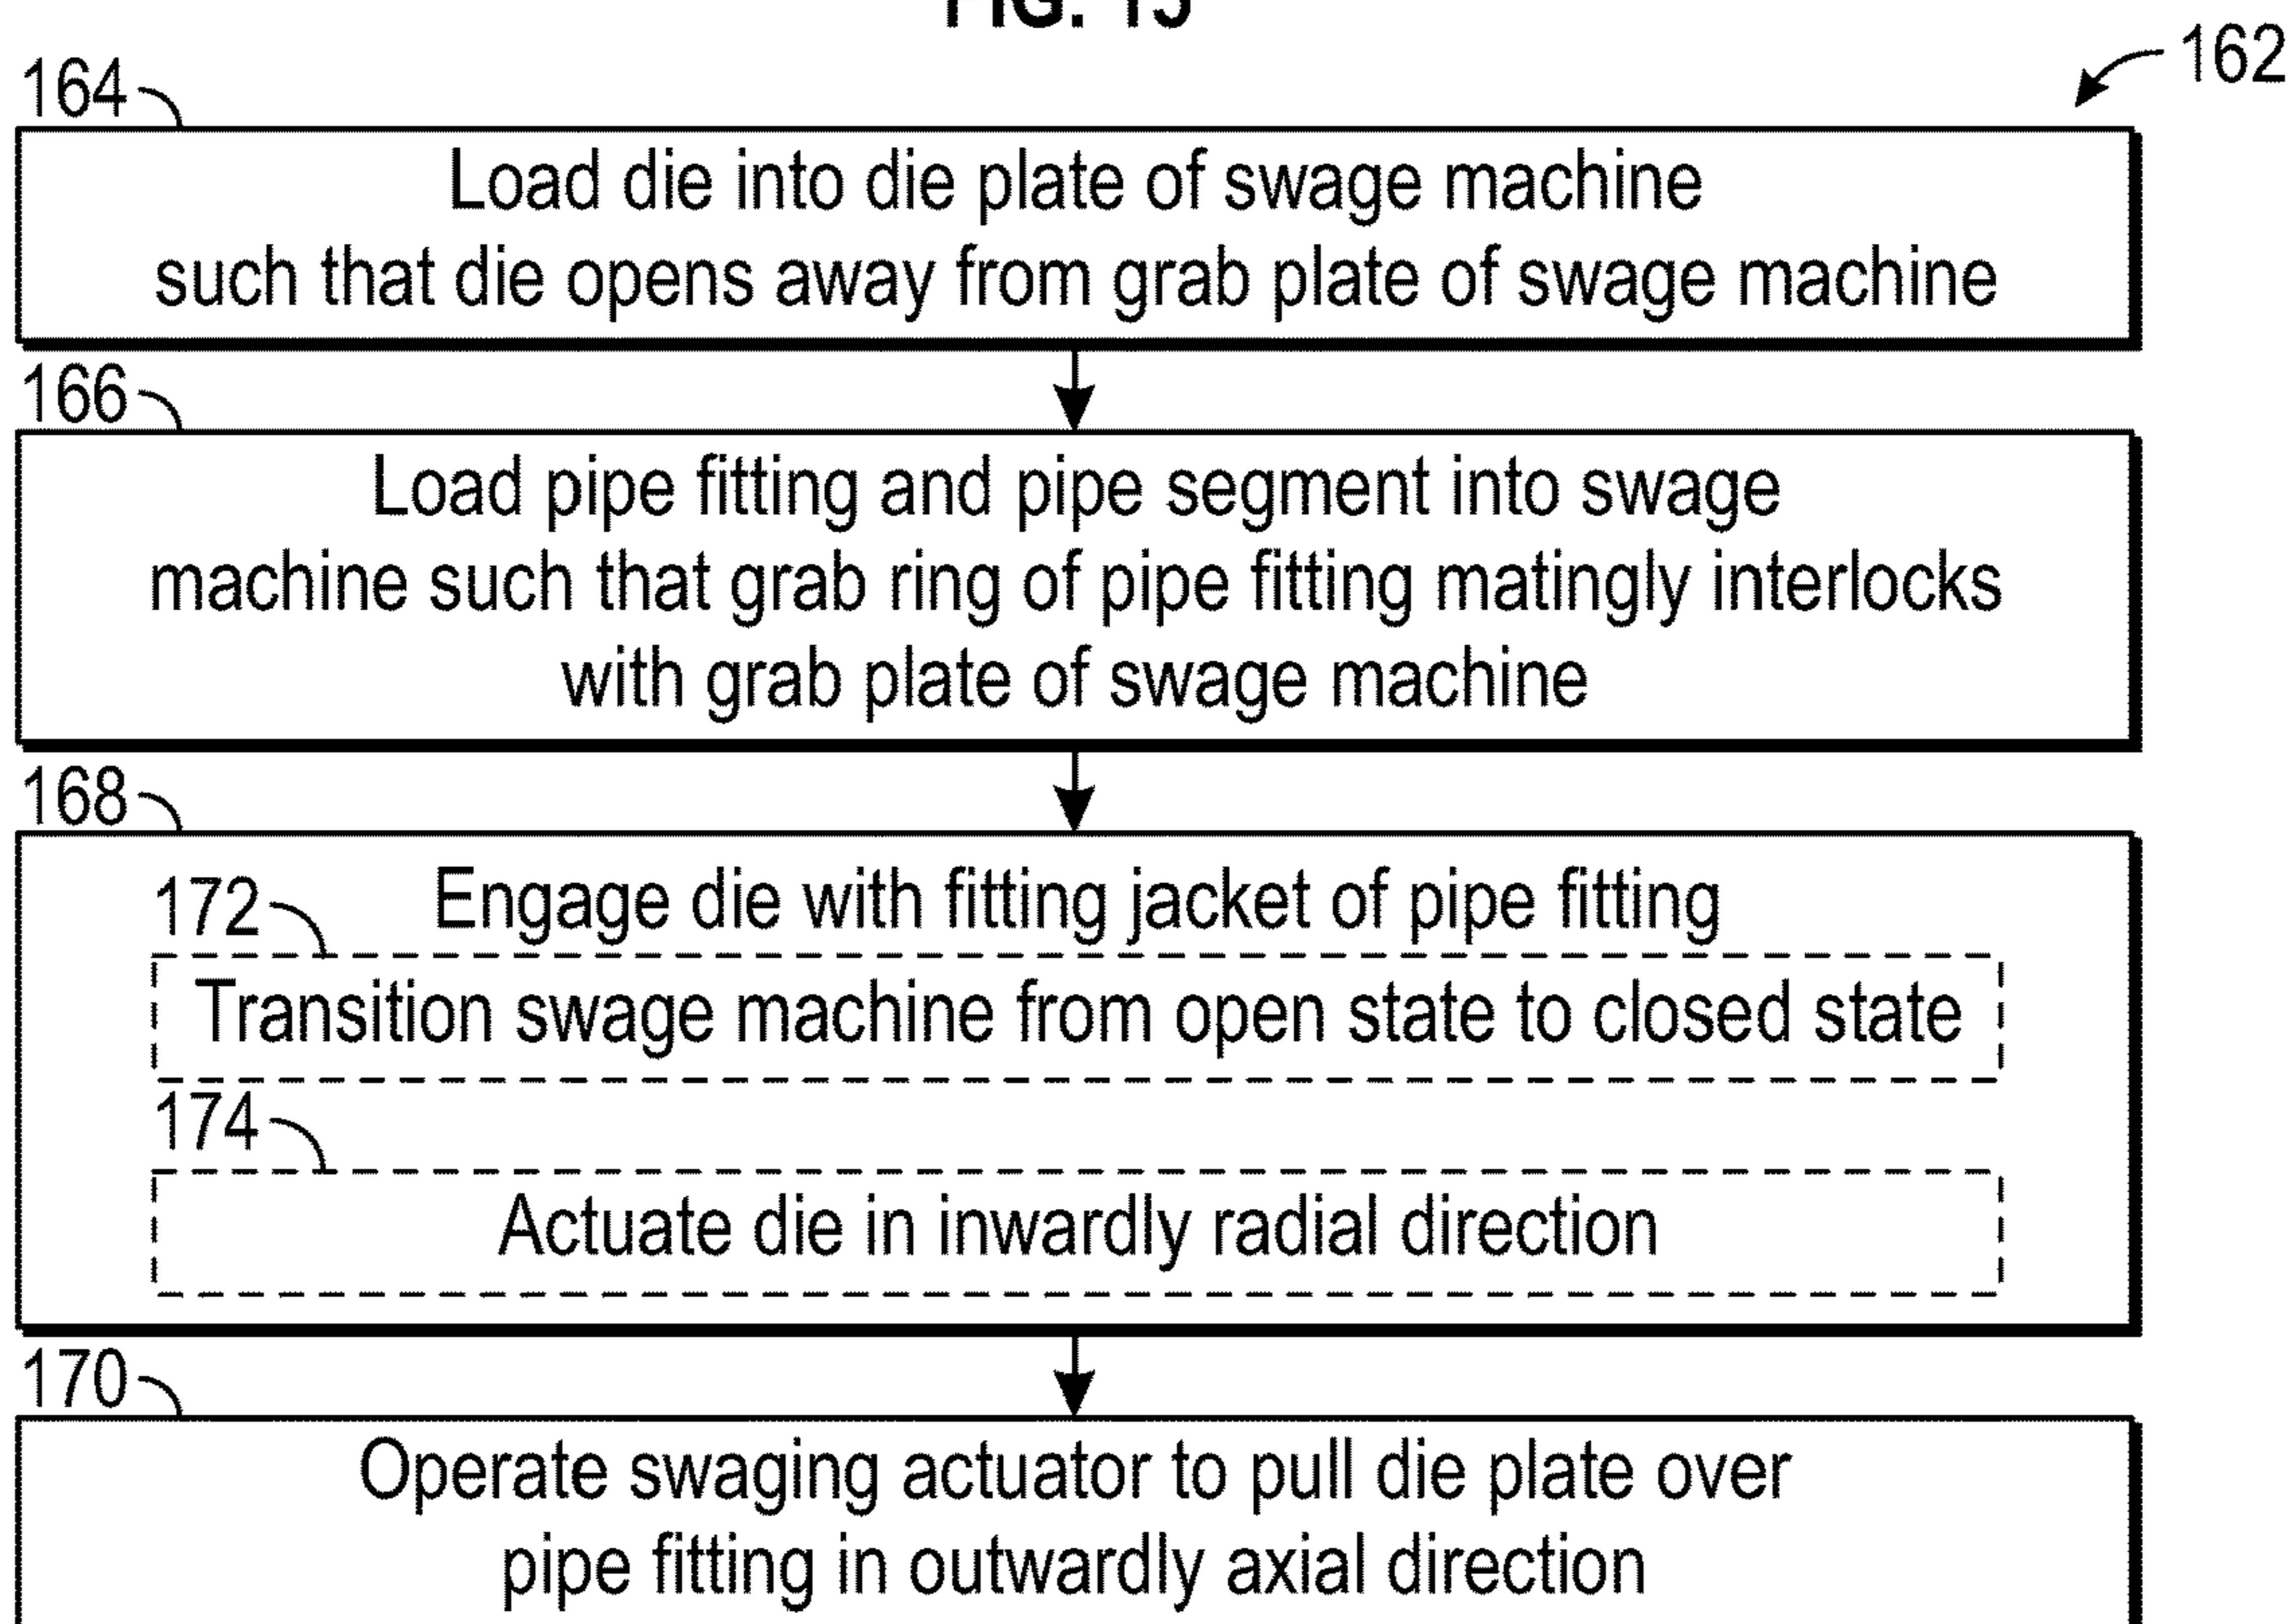 162
164
Load die into die plate of swage machine
such that die opens away from grab plate of swage machine
166
Load pipe fitting and pipe segment into swage
machine such that grab ring of pipe fitting matingly interlocks
with grab plate of swage machine
168
Engage die with fitting jacket of pipe fitting
172
Transition swage machine from open state to closed state
174
Actuate die in inwardly radial direction
170
Operate swaging actuator to pull die plate over
pipe fitting in outwardly axial direction